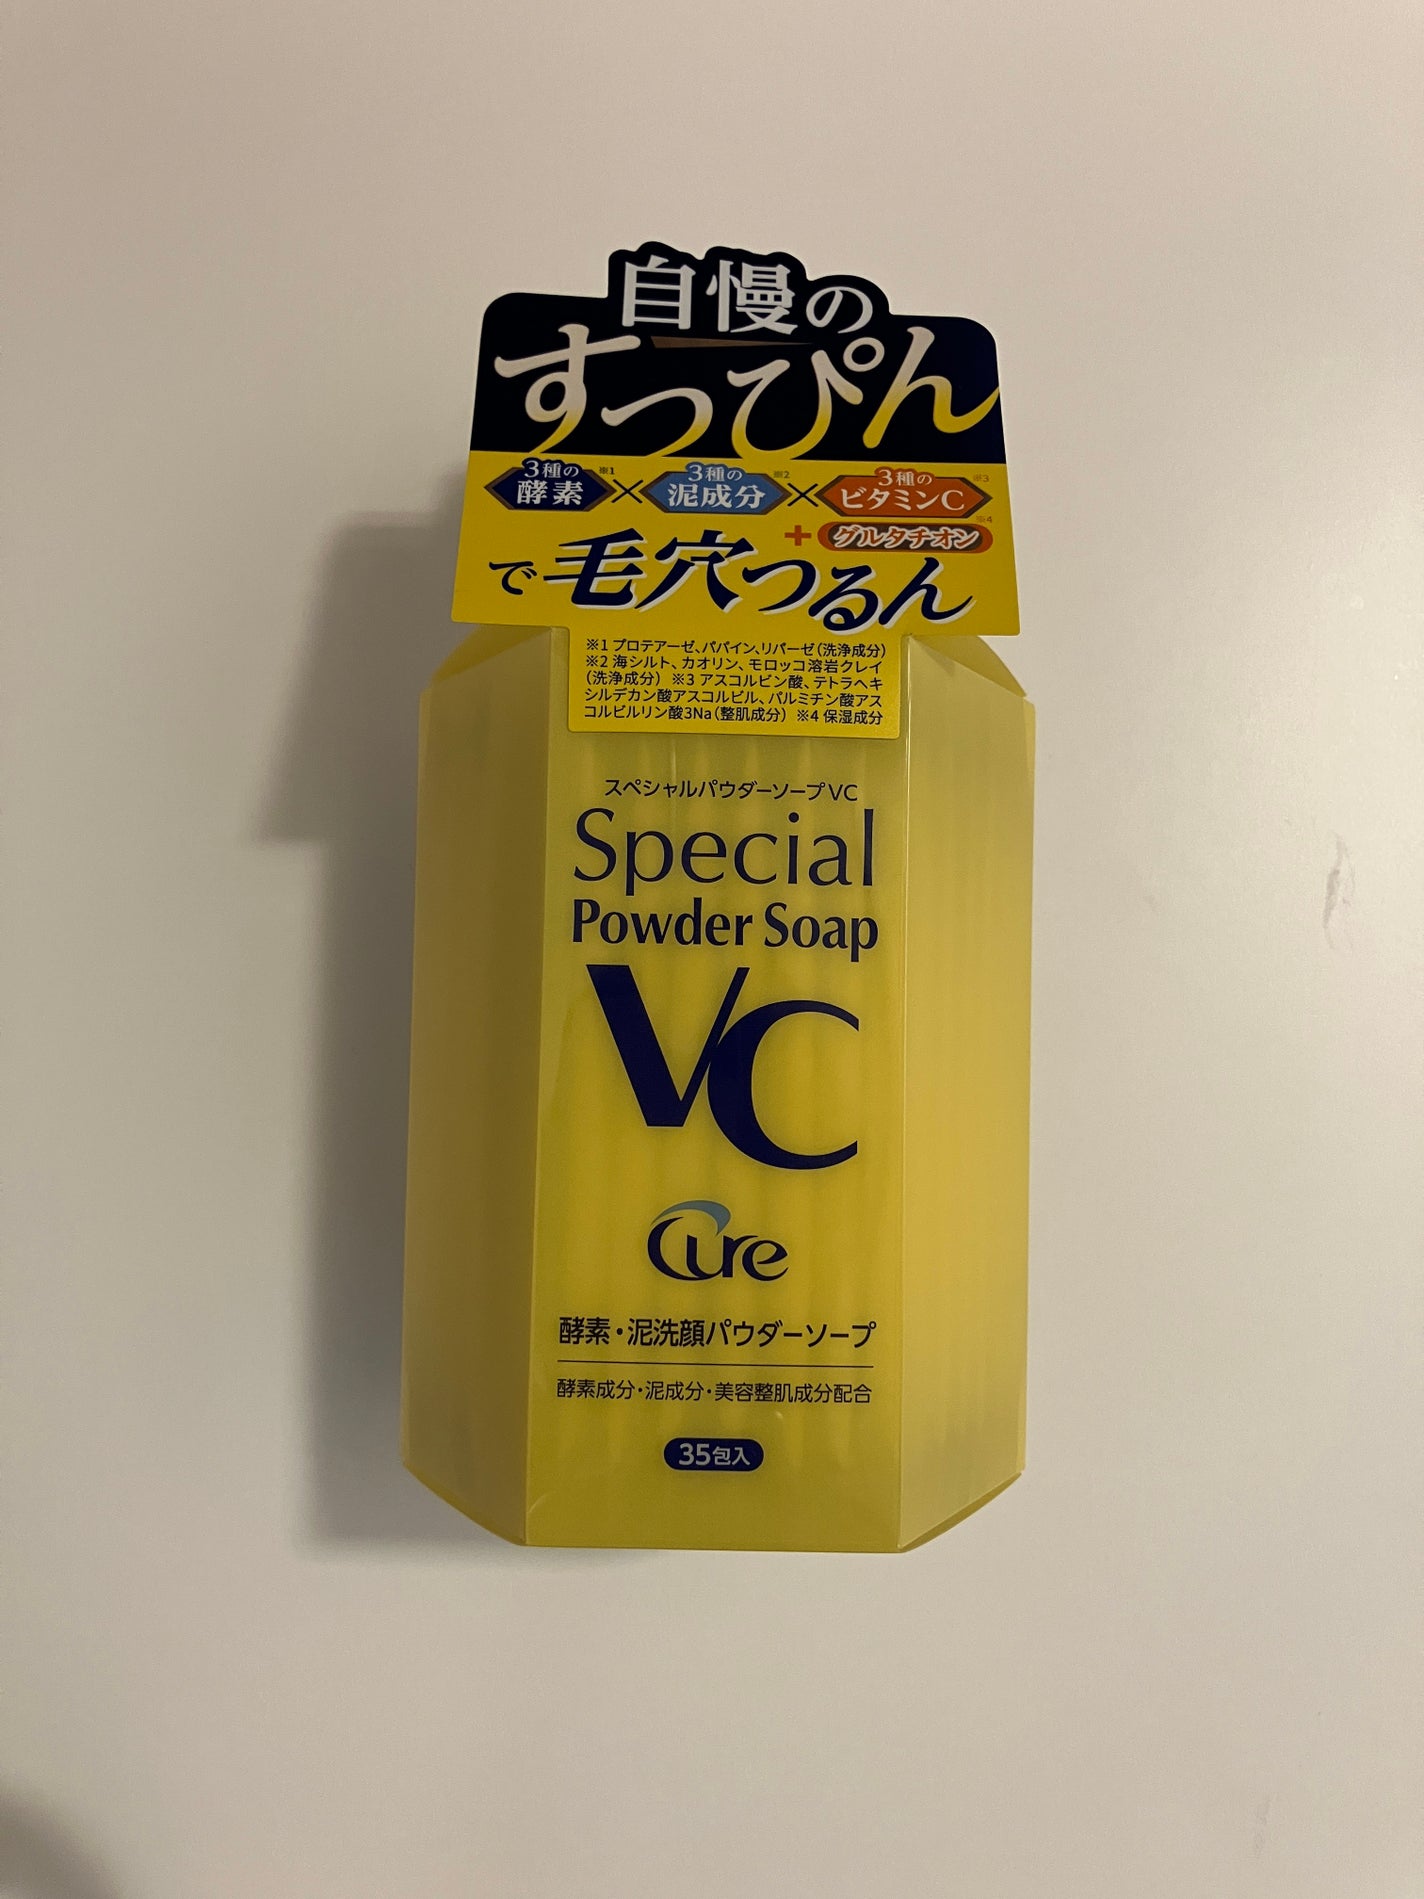 自慢の
すっぴん
3種の酵素※1×3種の泥成分※2×3種のビタミンC※3
+グルタチオン※4
で毛穴つるん
※1 プロテアーゼ、パパイン、リパーゼ(洗浄成分)
※2 海シルト、カオリン、モロッコ溶岩クレイ
(洗浄成分) ※3 アスコルビン酸、テトラヘキ
シルデカン酸アスコルビル、パルミチン酸アス
コルビルリン酸3Na(整肌成分) ※4 保湿成分
スペシャルパウダーソープVC
Special
Powder Soap
VC
Cure
酵素・泥洗顔パウダーソープ
酵素成分・泥成分・美容整肌成分配合
35包入